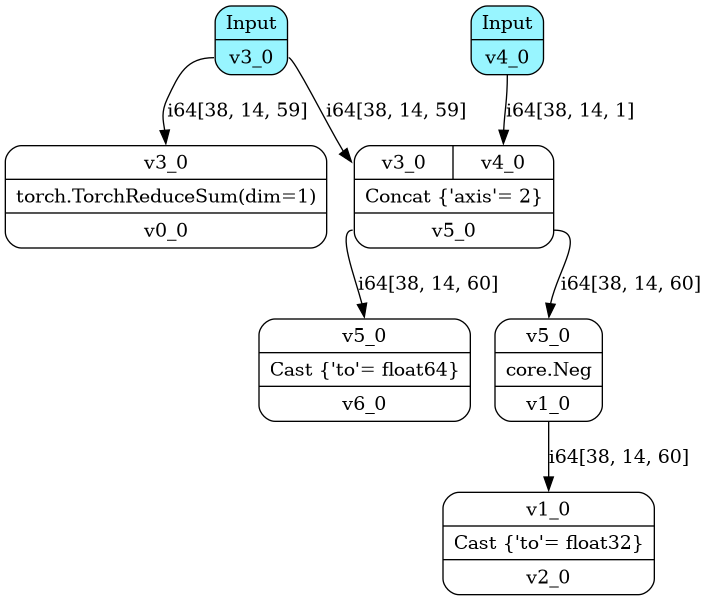 Input
v3_0
Input
v4_0
i64[38, 14, 59]
i64[38, 14, 59]
i64[38, 14, 1]
v3_0
torch.TorchReduceSum(dim=1)
v0_0
v3_0
v4_0
Concat {'axis'= 2}
v5_0
i64[38, 14, 60]
i64[38, 14, 60]
v5_0
Cast {'to'= float64}
v6_0
v5_0
core.Neg
v1_0
i64[38, 14, 60]
v1_0
Cast {'to'= float32}
v2_0